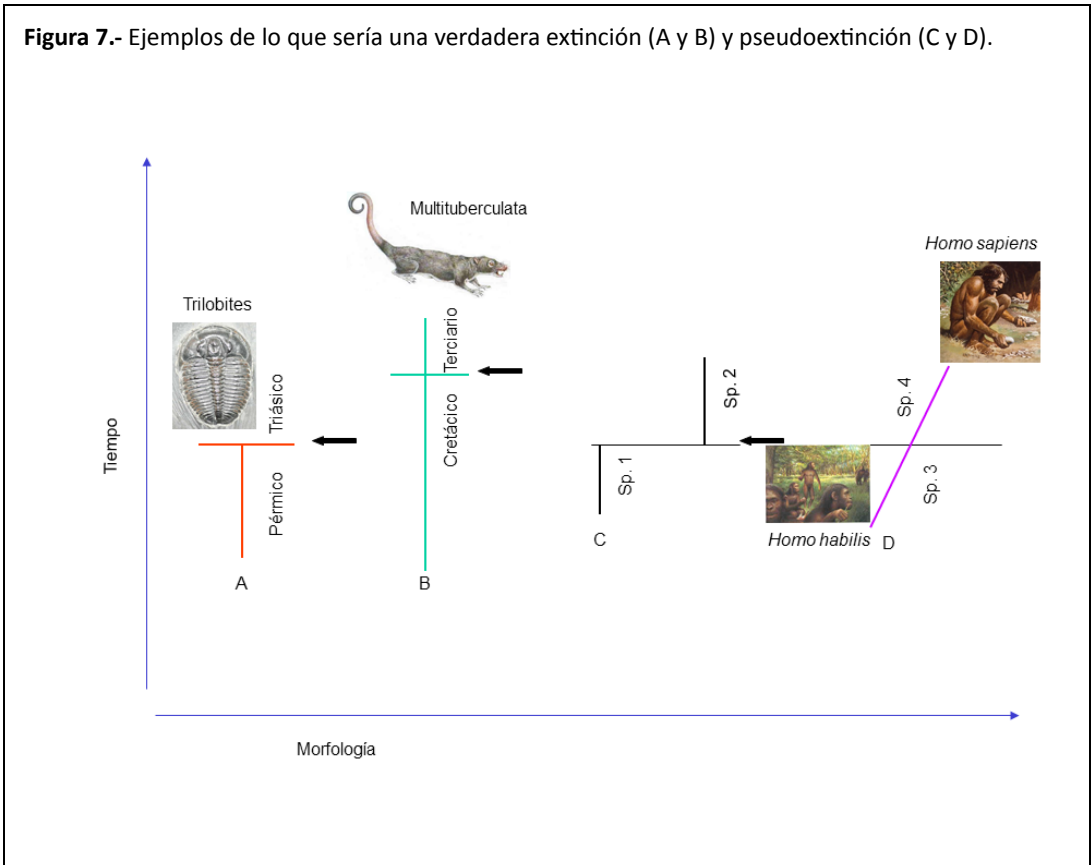 Figura 7.- Ejemplos de lo que sería una verdadera extinción (A y B) y pseudoextinción (C y D).
Multituberculata
Homo sapiens
Trilobites
Tiempo
Triásico
Pérmico
A
Terciario
Cretácico
B
Sp. 1
C
Sp. 2
Sp. 4
Sp. 3
Homo habilis
D
Morfología